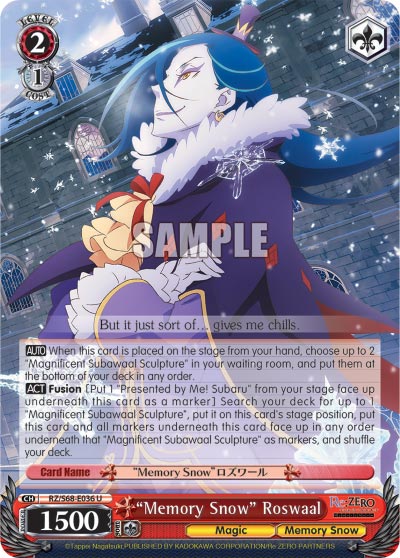 LEVEL
2
1
COST
SAMPLE
But it just sort of... gives me chills.
AUTO When this card is placed on the stage from your hand, choose up to 2
"Magnificent Subawaal Sculpture" in your waiting room, and put them at
the bottom of your deck in any order.
ACT Fusion [Put 1 "Presented by Me! Subaru" from your stage face up
underneath this card as a marker] Search your deck for up to 1
"Magnificent Subawaal Sculpture", put it on this card's stage position, put
this card and all markers underneath this card face up in any order
underneath that "Magnificent Subawaal Sculpture" as markers, and shuffle
your deck.
Card Name "Memory Snow"ロズワール
CH RZ/S68-E036 U
POWER 1500 SOUL "Memory Snow" Roswaal
Re:ZERO
Magic Memory Snow
©Tappei Nagatsuki,PUBLISHED BY KADOKAWA CORPORATION/Re:ZERO PARTNERS